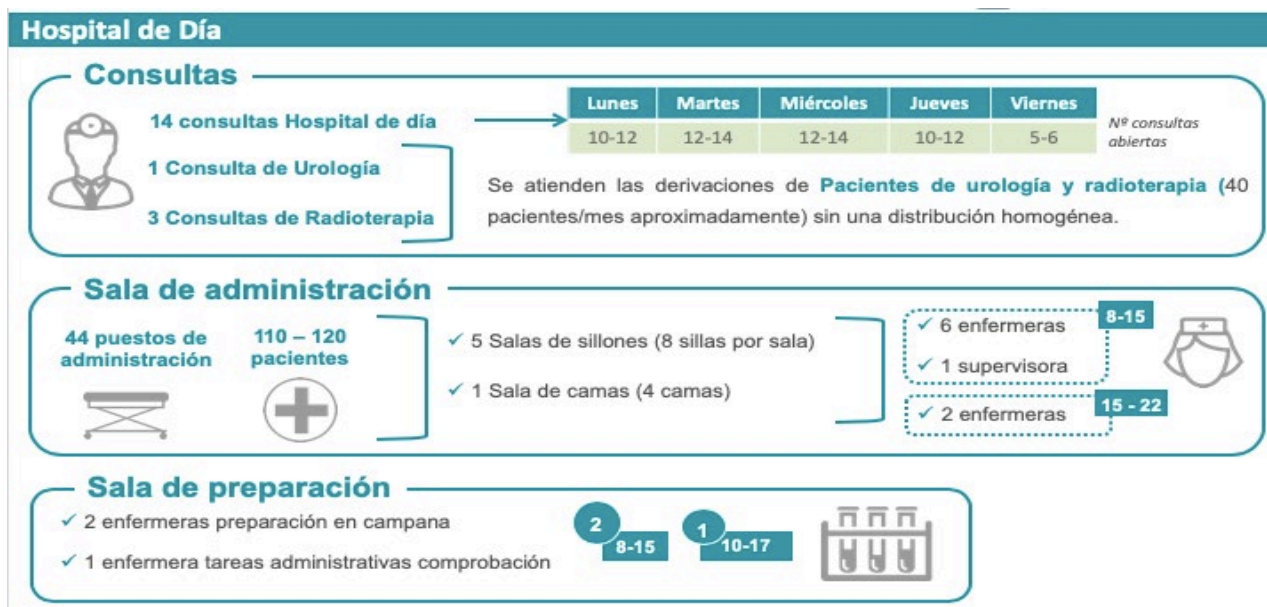 Hospital de Día
Consultas
14 consultas Hospital de día
1 Consulta de Urología
3 Consultas de Radioterapia
Lunes Martes Miércoles Jueves Viernes
10-12 12-14 12-14 10-12 5-6
Nº consultas
abiertas
Se atienden las derivaciones de Pacientes de urología y radioterapia (40
pacientes/mes aproximadamente) sin una distribución homogénea.
Sala de administración
44 puestos de
administración
110 – 120
pacientes
✓ 5 Salas de sillones (8 sillas por sala)
✓ 1 Sala de camas (4 camas)
✓ 6 enfermeras
8-15
✓ 1 supervisora
✓ 2 enfermeras
15 - 22
Sala de preparación
✓ 2 enfermeras preparación en campana
✓ 1 enfermera tareas administrativas comprobación
2
8-15
1
10-17